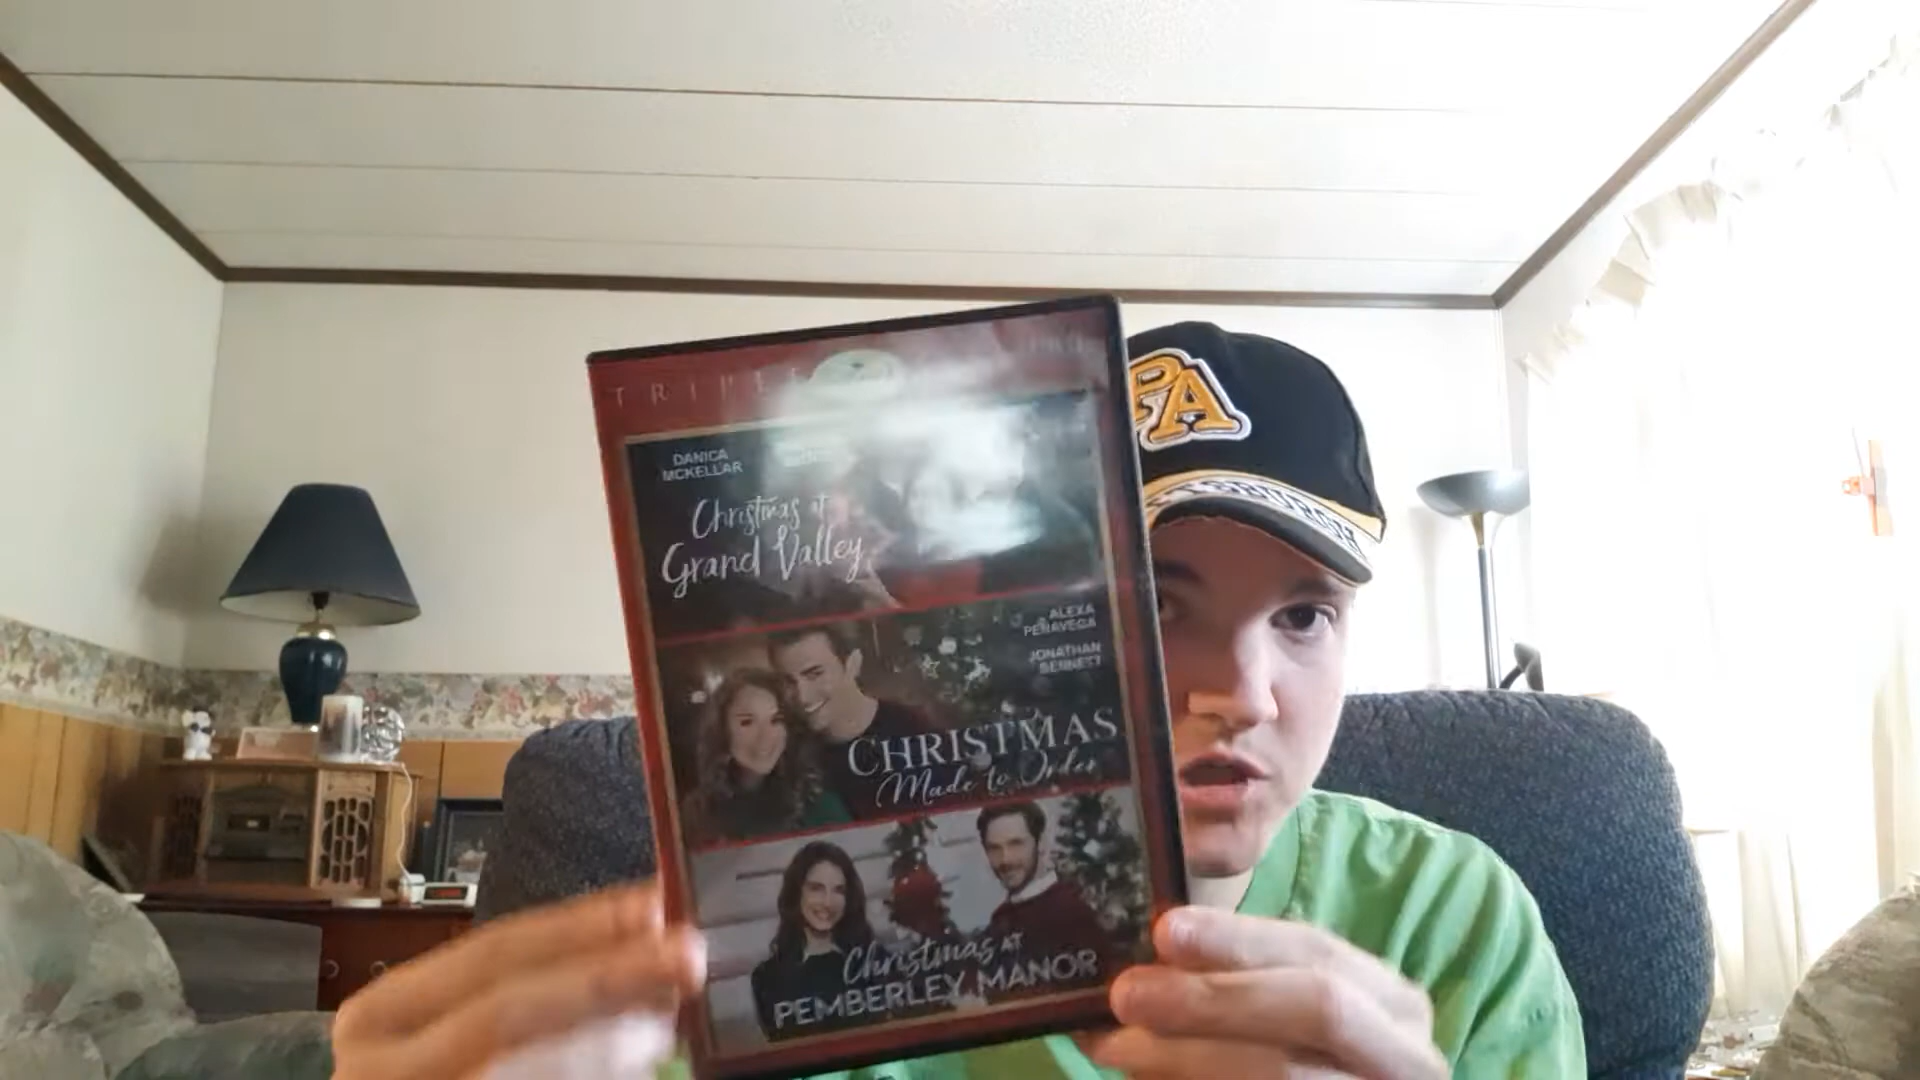 TRIPLE
DANICA
MCKELLAR
Christmas at
Grand Valley
ALEXA
PENAVEGA
JONATHAN
BENNETT
CHRISTMAS
Made to Order
Christmas AT
PEMBERLEY MANOR
PA